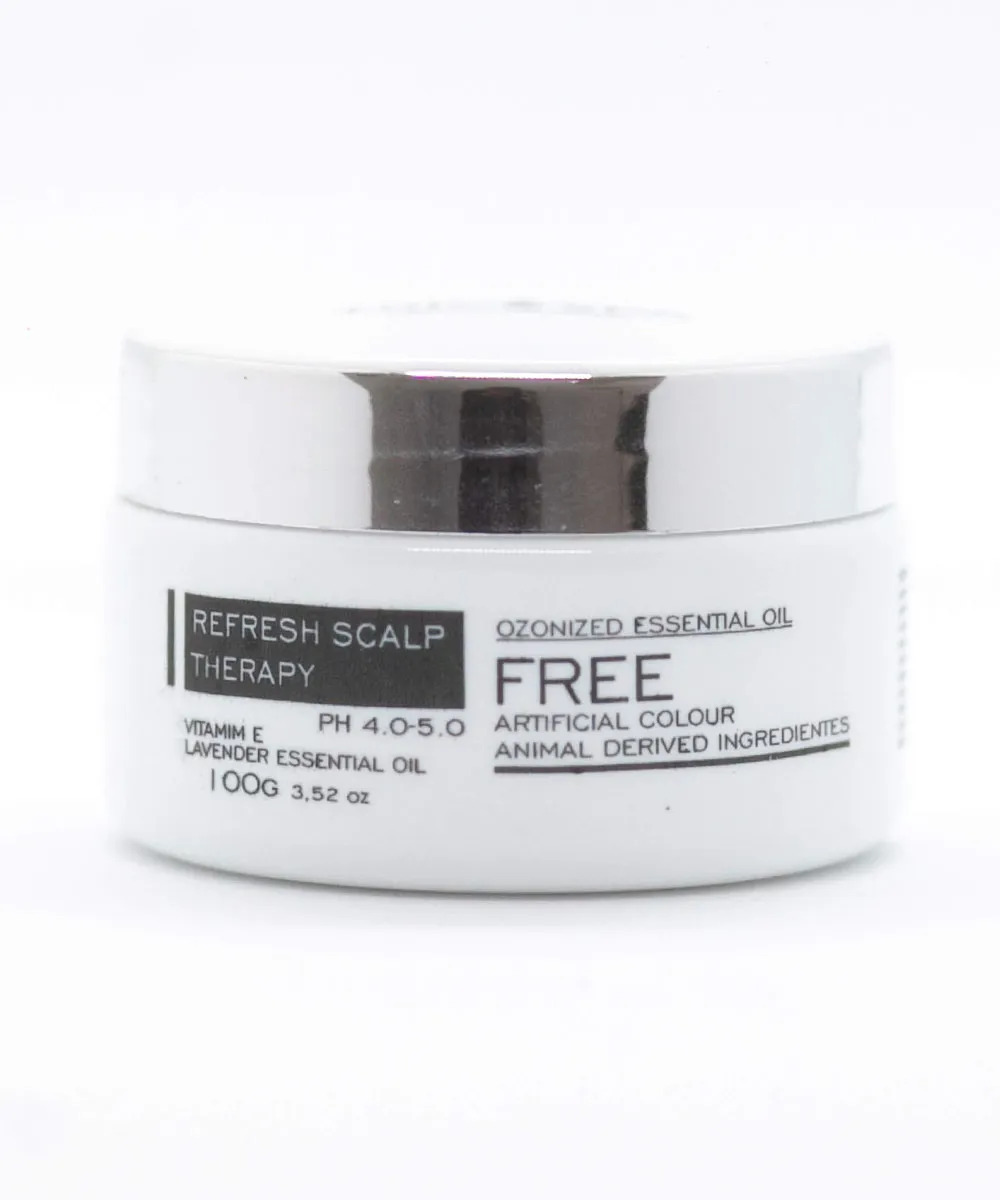 REFRESH SCALP
THERAPY
PH 4.0-5.0
VITAMIM E
LAVENDER ESSENTIAL OIL
100G 3,52 oz
OZONIZED ESSENTIAL OIL
FREE
ARTIFICIAL COLOUR
ANIMAL DERIVED INGREDIENTES